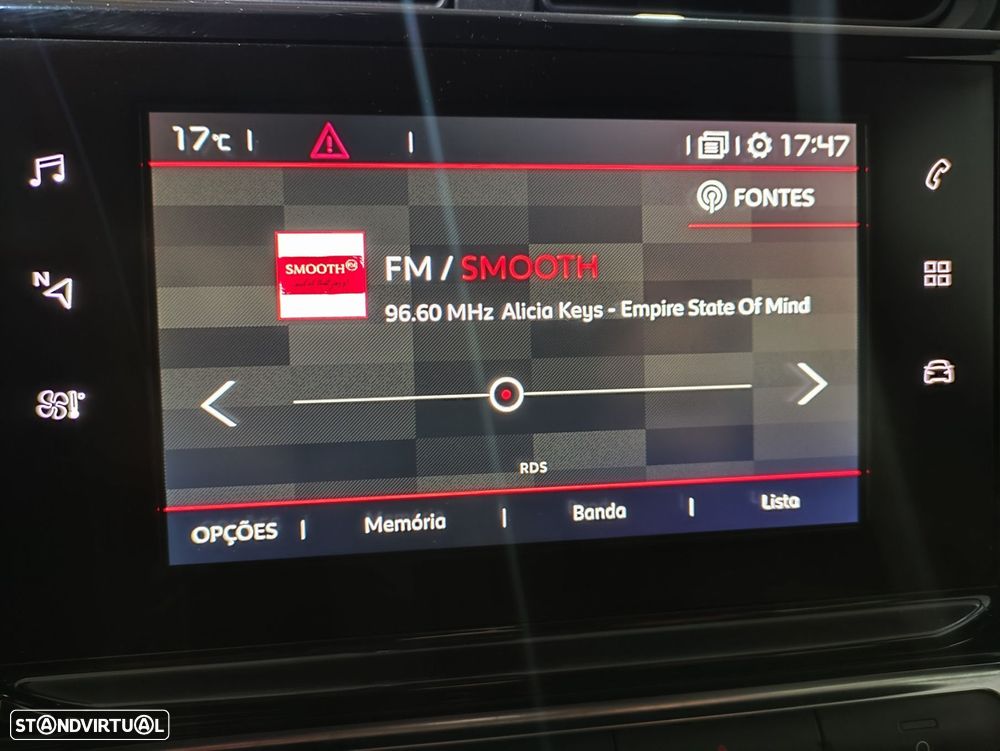 17°C
17:47
FONTES
SMOOTH FM
FM / SMOOTH
96.60 MHz Alicia Keys - Empire State Of Mind
N
RDS
OPÇÕES Memória Banda Lista
STANDVIRTUAL